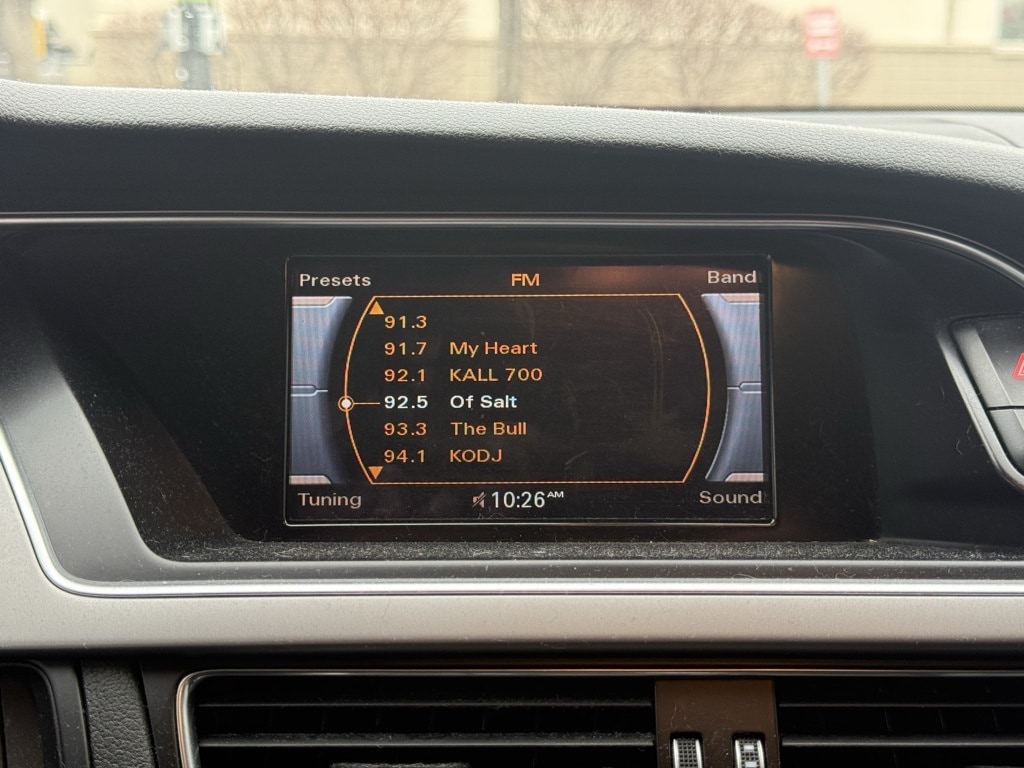 Presets FM Band
91.3
91.7 My Heart
92.1 KALL 700
92.5 Of Salt
93.3 The Bull
94.1 KODJ
Tuning 10:26AM Sound